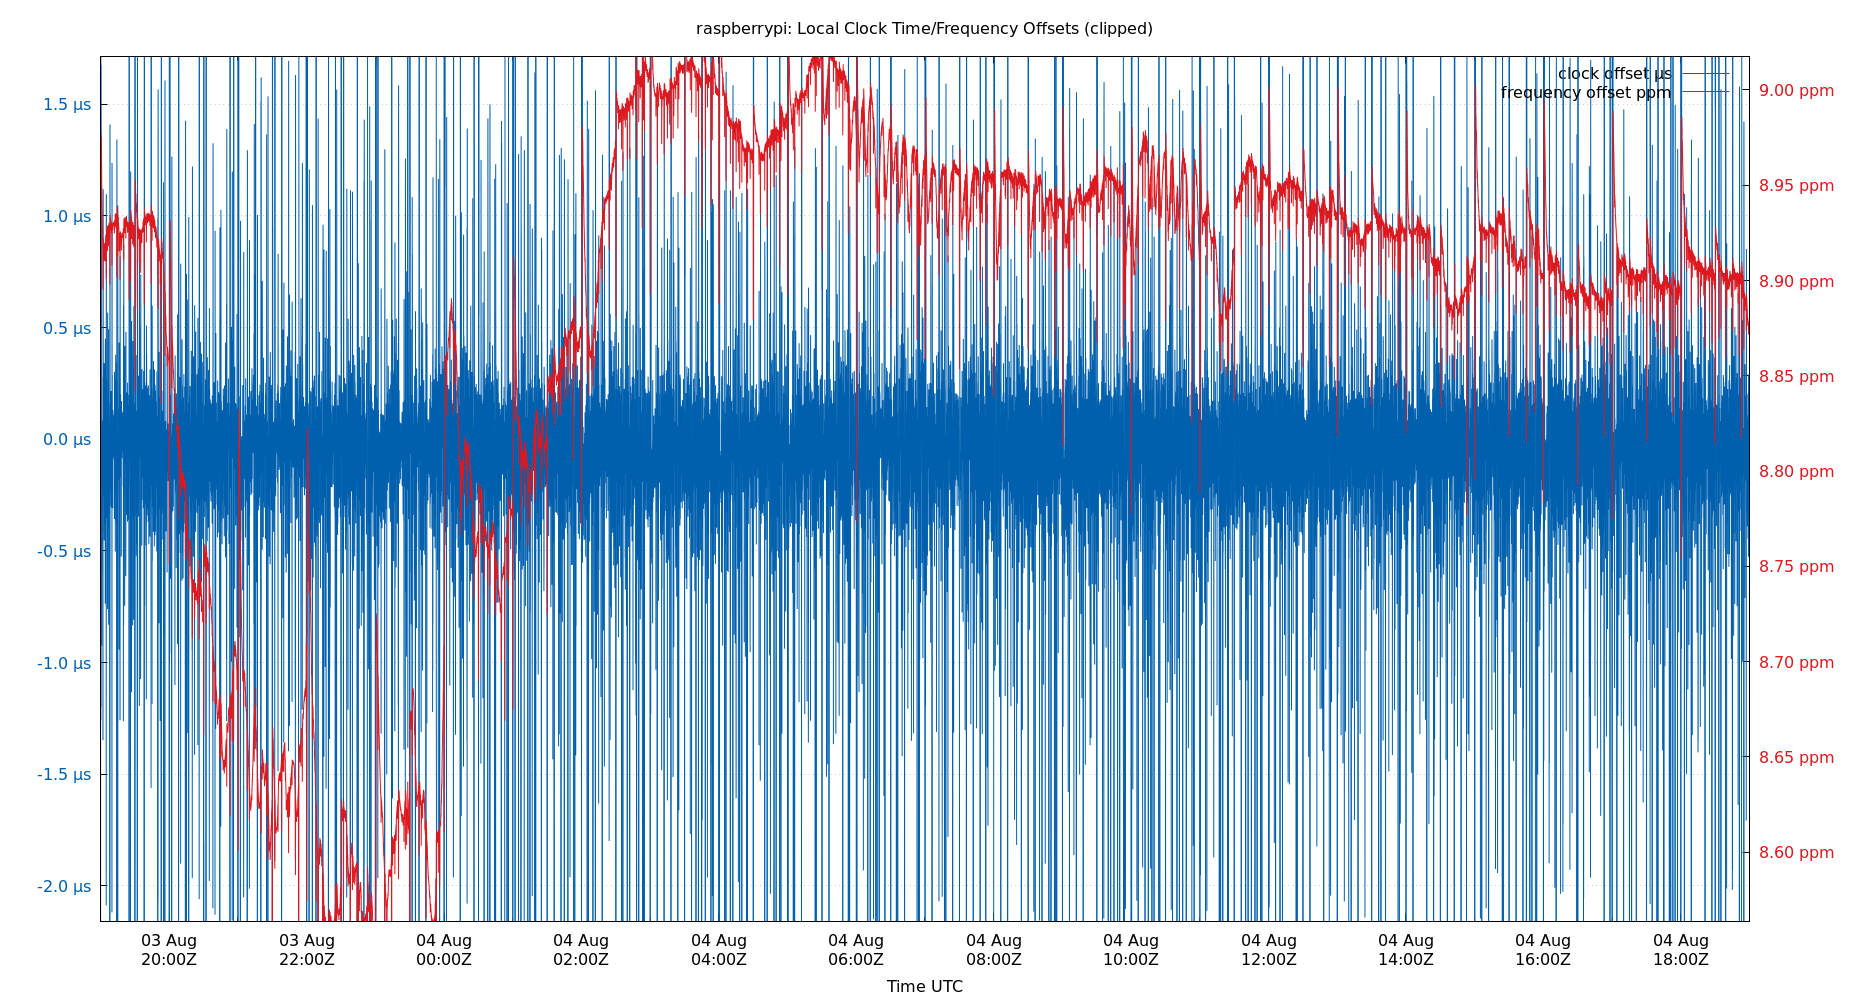 raspberrypi: Local Clock Time/Frequency Offsets (clipped)
clock offset µs
frequency offset ppm
1.5 µs
1.0 µs
0.5 µs
0.0 µs
-0.5 µs
-1.0 µs
-1.5 µs
-2.0 µs
9.00 ppm
8.95 ppm
8.90 ppm
8.85 ppm
8.80 ppm
8.75 ppm
8.70 ppm
8.65 ppm
8.60 ppm
03 Aug
20:00Z
03 Aug
22:00Z
04 Aug
00:00Z
04 Aug
02:00Z
04 Aug
04:00Z
04 Aug
06:00Z
04 Aug
08:00Z
04 Aug
10:00Z
04 Aug
12:00Z
04 Aug
14:00Z
04 Aug
16:00Z
04 Aug
18:00Z
Time UTC